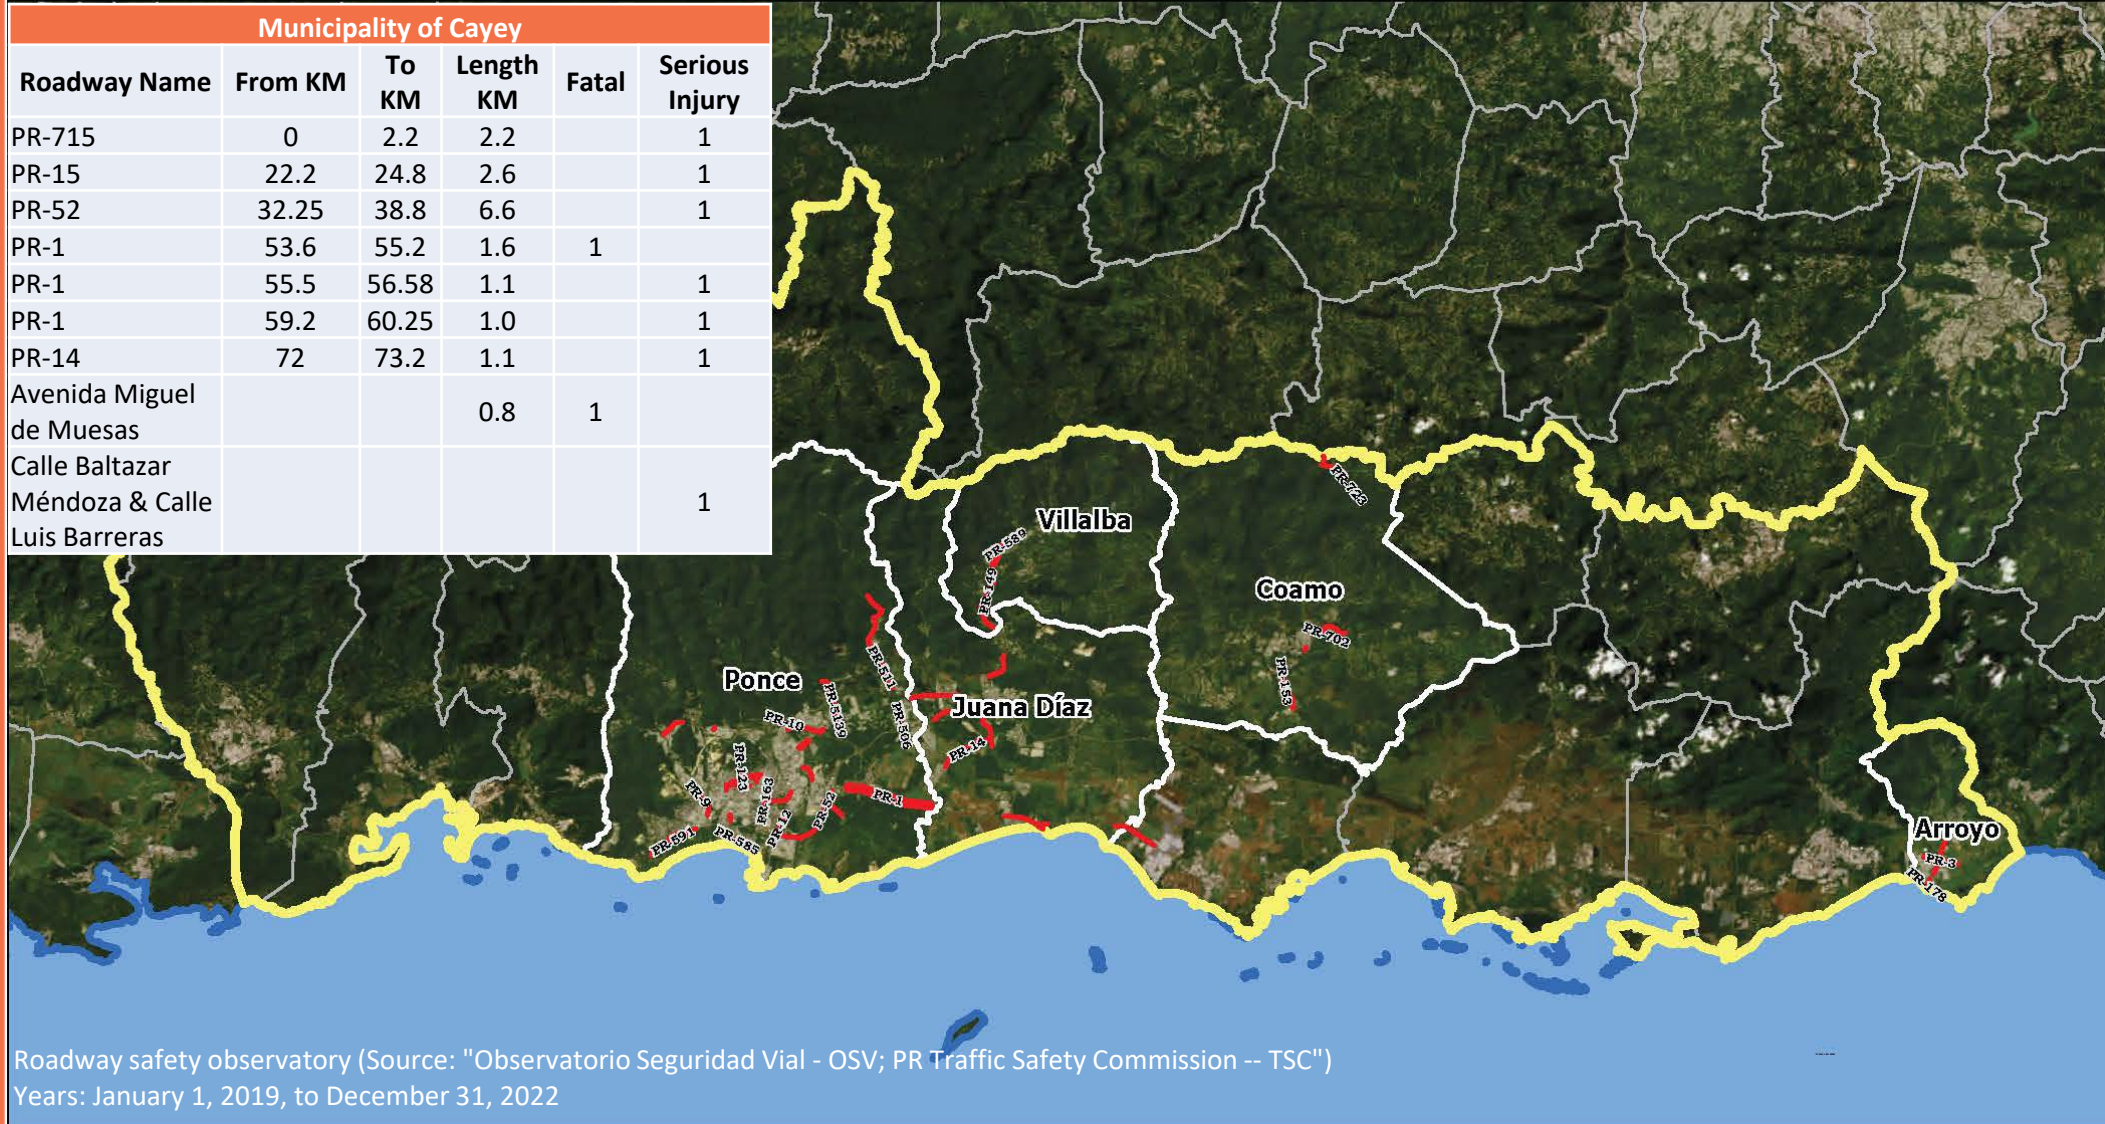 Municipality of Cayey
Roadway Name From KM To KM Length KM Fatal Serious Injury
PR-715 0 2.2 2.2 1
PR-15 22.2 24.8 2.6 1
PR-52 32.25 38.8 6.6 1
PR-1 53.6 55.2 1.6 1
PR-1 55.5 56.58 1.1 1
PR-1 59.2 60.25 1.0 1
PR-14 72 73.2 1.1 1
Avenida Miguel
de Muesas 0.8 1
Calle Baltazar
Méndoza & Calle
Luis Barreras 1
PR-723
Villalba
PR-589
PR-149
Coamo
PR-702
PR-153
Ponce
PR-511
PR-5139
PR-506
PR-10
Juana Díaz
PR-14
PR-123
PR-163
PR-9
PR-52
PR-1
PR-12
PR-591
PR-585
Arroyo
PR-3
PR-178
Roadway safety observatory (Source: "Observatorio Seguridad Vial - OSV; PR Traffic Safety Commission -- TSC")
Years: January 1, 2019, to December 31, 2022